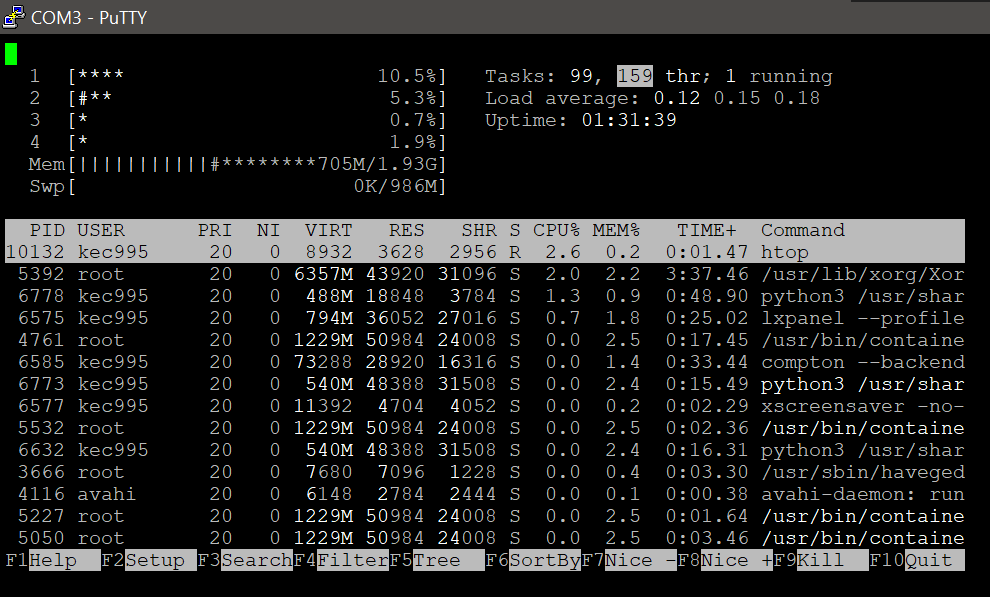 COM3 - PuTTY
1 [**** 10.5%] Tasks: 99, 159 thr; 1 running
2 [#** 5.3%] Load average: 0.12 0.15 0.18
3 [* 0.7%] Uptime: 01:31:39
4 [* 1.9%]
Mem[|||||||||||#********705M/1.93G]
Swp[ 0K/986M]
PID USER PRI NI VIRT RES SHR S CPU% MEM% TIME+ Command
10132 kec995 20 0 8932 3628 2956 R 2.6 0.2 0:01.47 htop
5392 root 20 0 6357M 43920 31096 S 2.0 2.2 3:37.46 /usr/lib/xorg/Xor
6778 kec995 20 0 488M 18848 3784 S 1.3 0.9 0:48.90 python3 /usr/shar
6575 kec995 20 0 794M 36052 27016 S 0.7 1.8 0:25.02 lxpanel --profile
4761 root 20 0 1229M 50984 24008 S 0.0 2.5 0:17.45 /usr/bin/containe
6585 kec995 20 0 73288 28920 16316 S 0.0 1.4 0:33.44 compton --backend
6773 kec995 20 0 540M 48388 31508 S 0.0 2.4 0:15.49 python3 /usr/shar
6577 kec995 20 0 11392 4704 4052 S 0.0 0.2 0:02.29 xscreensaver -no-
5532 root 20 0 1229M 50984 24008 S 0.0 2.5 0:02.36 /usr/bin/containe
6632 kec995 20 0 540M 48388 31508 S 0.0 2.4 0:16.31 python3 /usr/shar
3666 root 20 0 7680 7096 1228 S 0.0 0.4 0:03.30 /usr/sbin/haveged
4116 avahi 20 0 6148 2784 2444 S 0.0 0.1 0:00.38 avahi-daemon: run
5227 root 20 0 1229M 50984 24008 S 0.0 2.5 0:01.64 /usr/bin/containe
5050 root 20 0 1229M 50984 24008 S 0.0 2.5 0:03.46 /usr/bin/containe
F1Help F2Setup F3SearchF4FilterF5Tree F6SortByF7Nice -F8Nice +F9Kill F10Quit